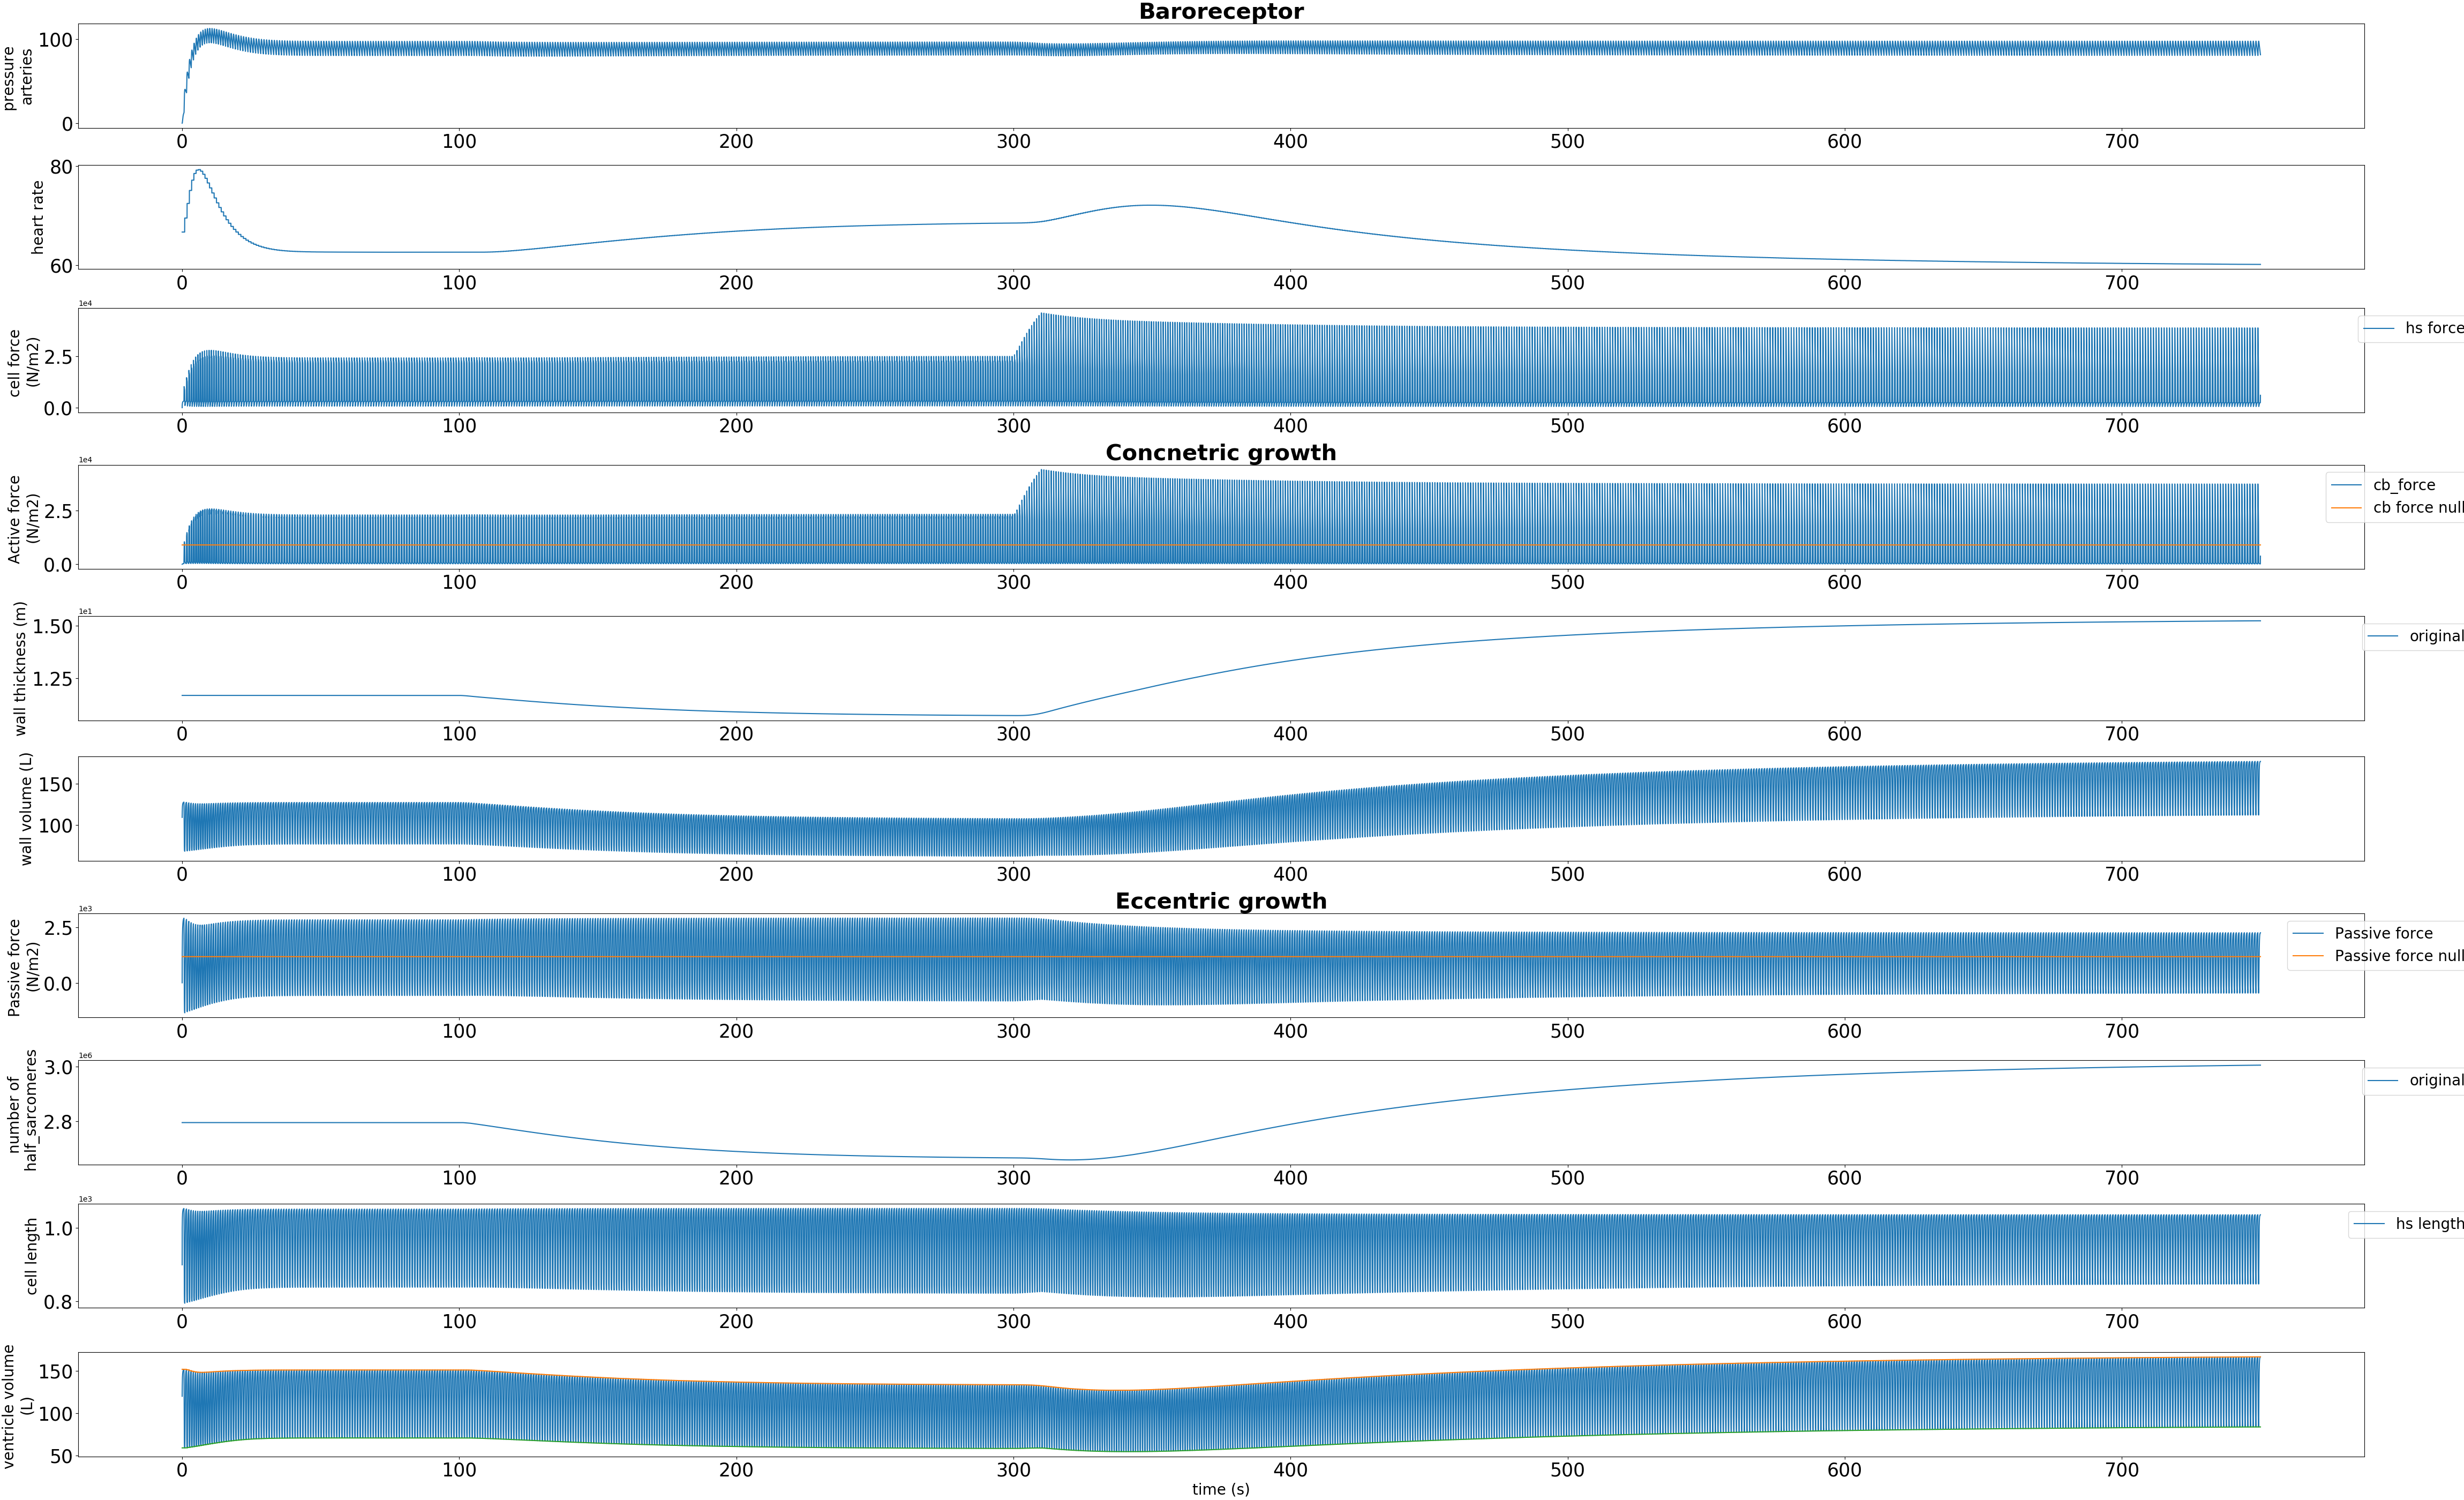 Baroreceptor
pressure
arteries
100
0
0 100 200 300 400 500 600 700
heart rate
80
60
0 100 200 300 400 500 600 700
1e4
cell force
(N/m2)
2.5
0.0
hs force
0 100 200 300 400 500 600 700
Concnetric growth
1e4
Active force
(N/m2)
2.5
0.0
cb_force
cb force null
0 100 200 300 400 500 600 700
1e1
wall thickness (m)
1.50
1.25
original
0 100 200 300 400 500 600 700
wall volume (L)
150
100
0 100 200 300 400 500 600 700
Eccentric growth
1e3
Passive force
(N/m2)
2.5
0.0
Passive force
Passive force null
0 100 200 300 400 500 600 700
1e6
number of
half_sarcomeres
3.0
2.8
original
0 100 200 300 400 500 600 700
1e3
cell length
1.0
0.8
hs length
0 100 200 300 400 500 600 700
ventricle volume
(L)
150
100
50
0 100 200 300 400 500 600 700
time (s)